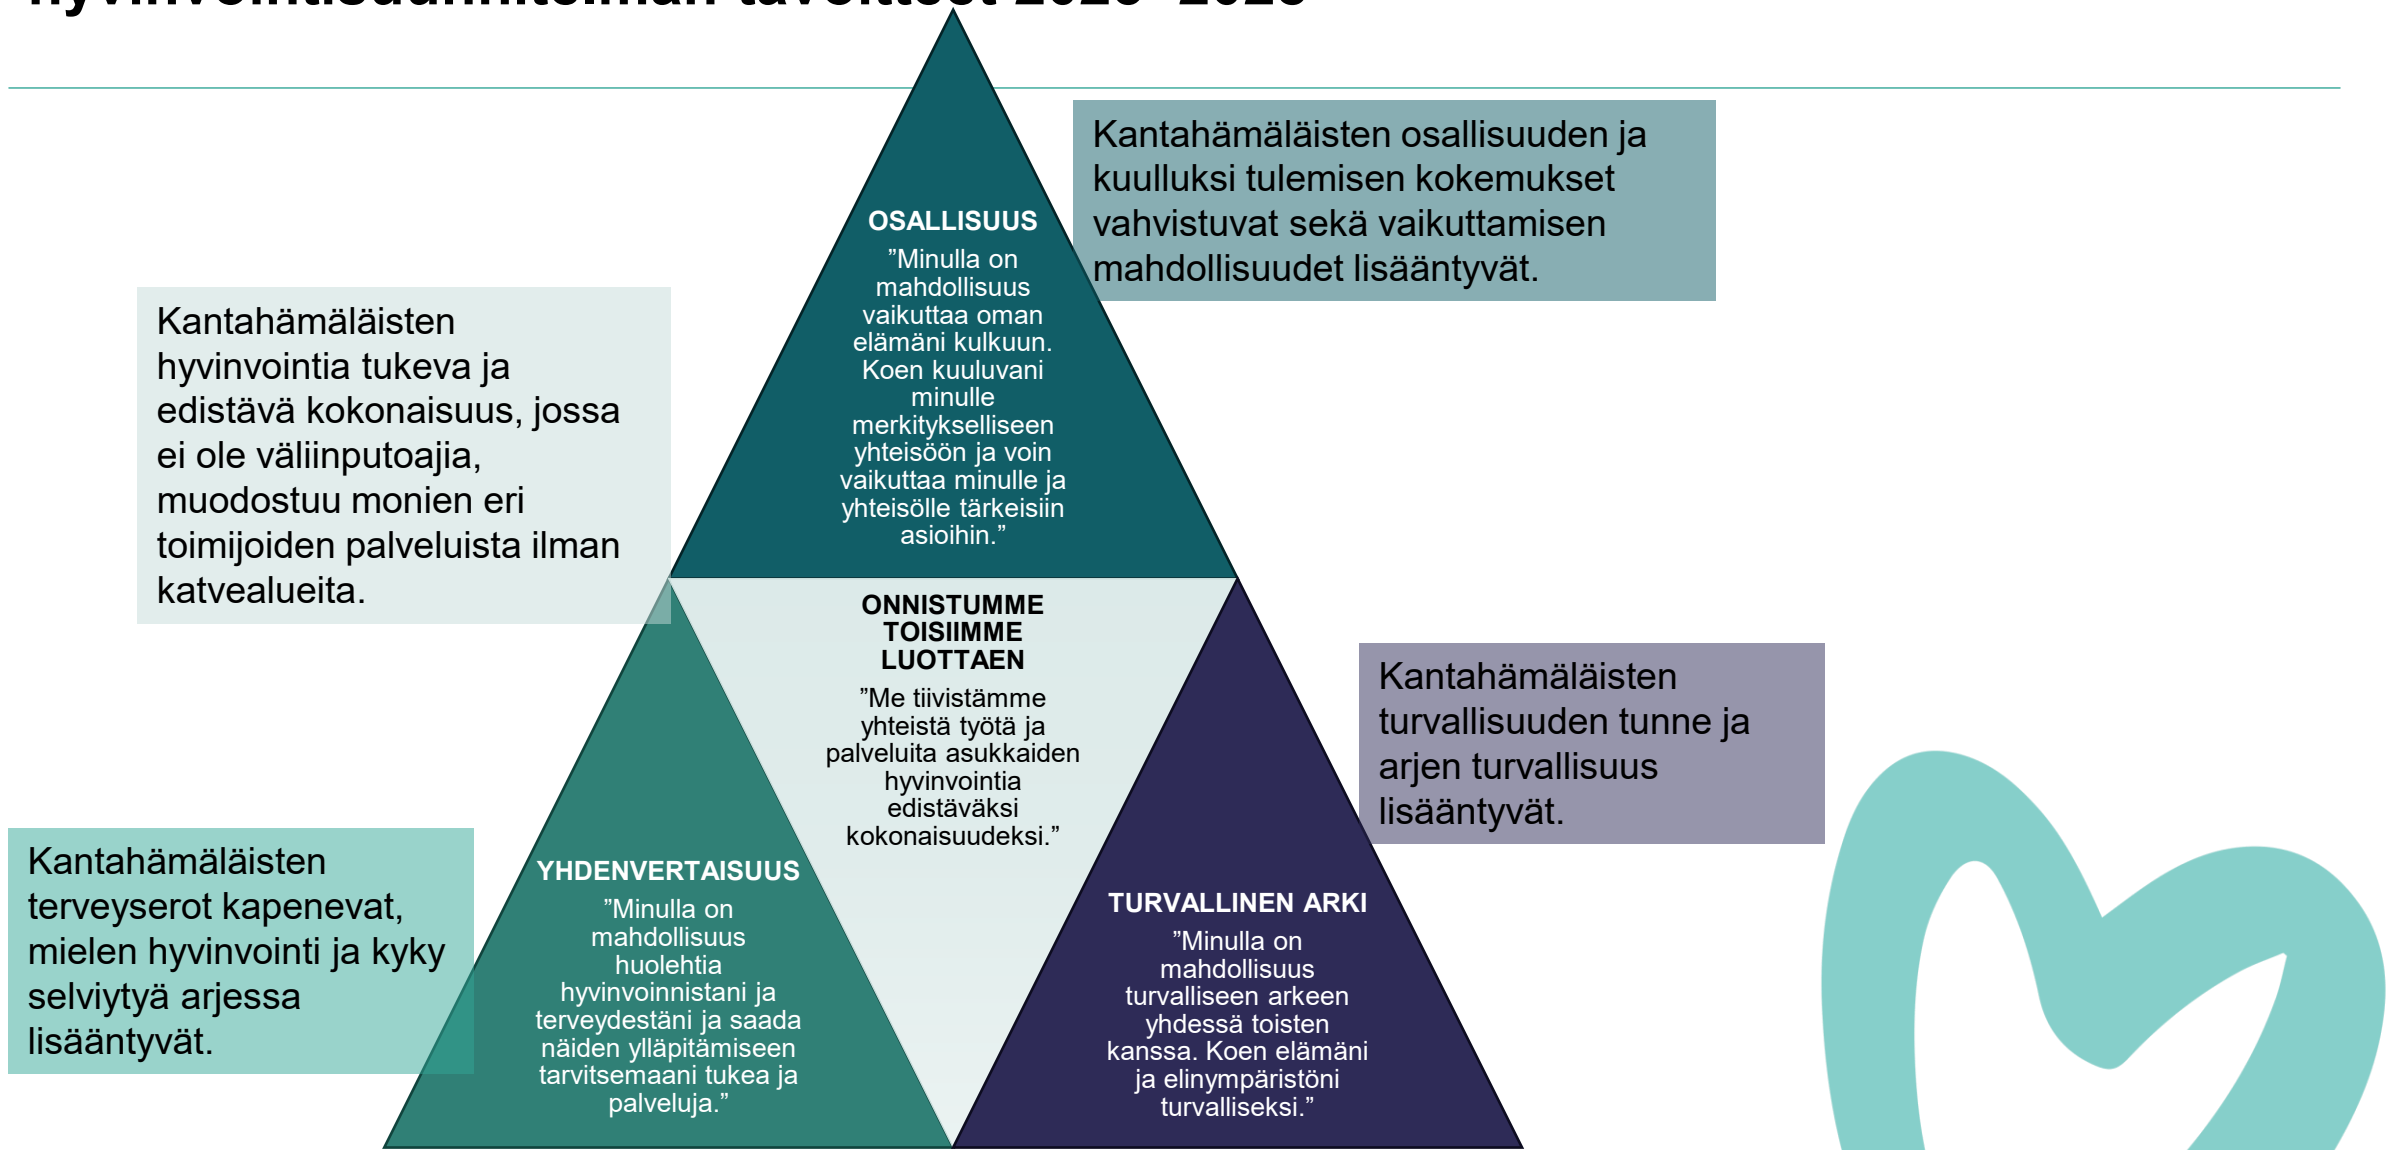 hyvinvointisuunnitelman tavoitteet
Kantahämäläisten osallisuuden ja
kuulluksi tulemisen kokemukset
vahvistuvat sekä vaikuttamisen
mahdollisuudet lisääntyvät.
OSALLISUUS
”Minulla on
mahdollisuus
vaikuttaa oman
elämäni kulkuun.
Koen kuuluvani
minulle
merkitykselliseen
yhteisöön ja voin
vaikuttaa minulle ja
yhteisölle tärkeisiin
asioihin.”
Kantahämäläisten
hyvinvointia tukeva ja
edistävä kokonaisuus, jossa
ei ole väliinputoajia,
muodostuu monien eri
toimijoiden palveluista ilman
katvealueita.
ONNISTUMME
TOISIIMME
LUOTTAEN
”Me tiivistämme
yhteistä työtä ja
palveluita asukkaiden
hyvinvointia
edistäväksi
kokonaisuudeksi.”
Kantahämäläisten
turvallisuuden tunne ja
arjen turvallisuus
lisääntyvät.
Kantahämäläisten
terveyserot kapenevat,
mielen hyvinvointi ja kyky
selviytyä arjessa
lisääntyvät.
YHDENVERTAISUUS
”Minulla on
mahdollisuus
huolehtia
hyvinvoinnistani ja
terveydestäni ja saada
näiden ylläpitämiseen
tarvitsemaani tukea ja
palveluja.”
TURVALLINEN ARKI
”Minulla on
mahdollisuus
turvalliseen arkeen
yhdessä toisten
kanssa. Koen elämäni
ja elinympäristöni
turvalliseksi.”